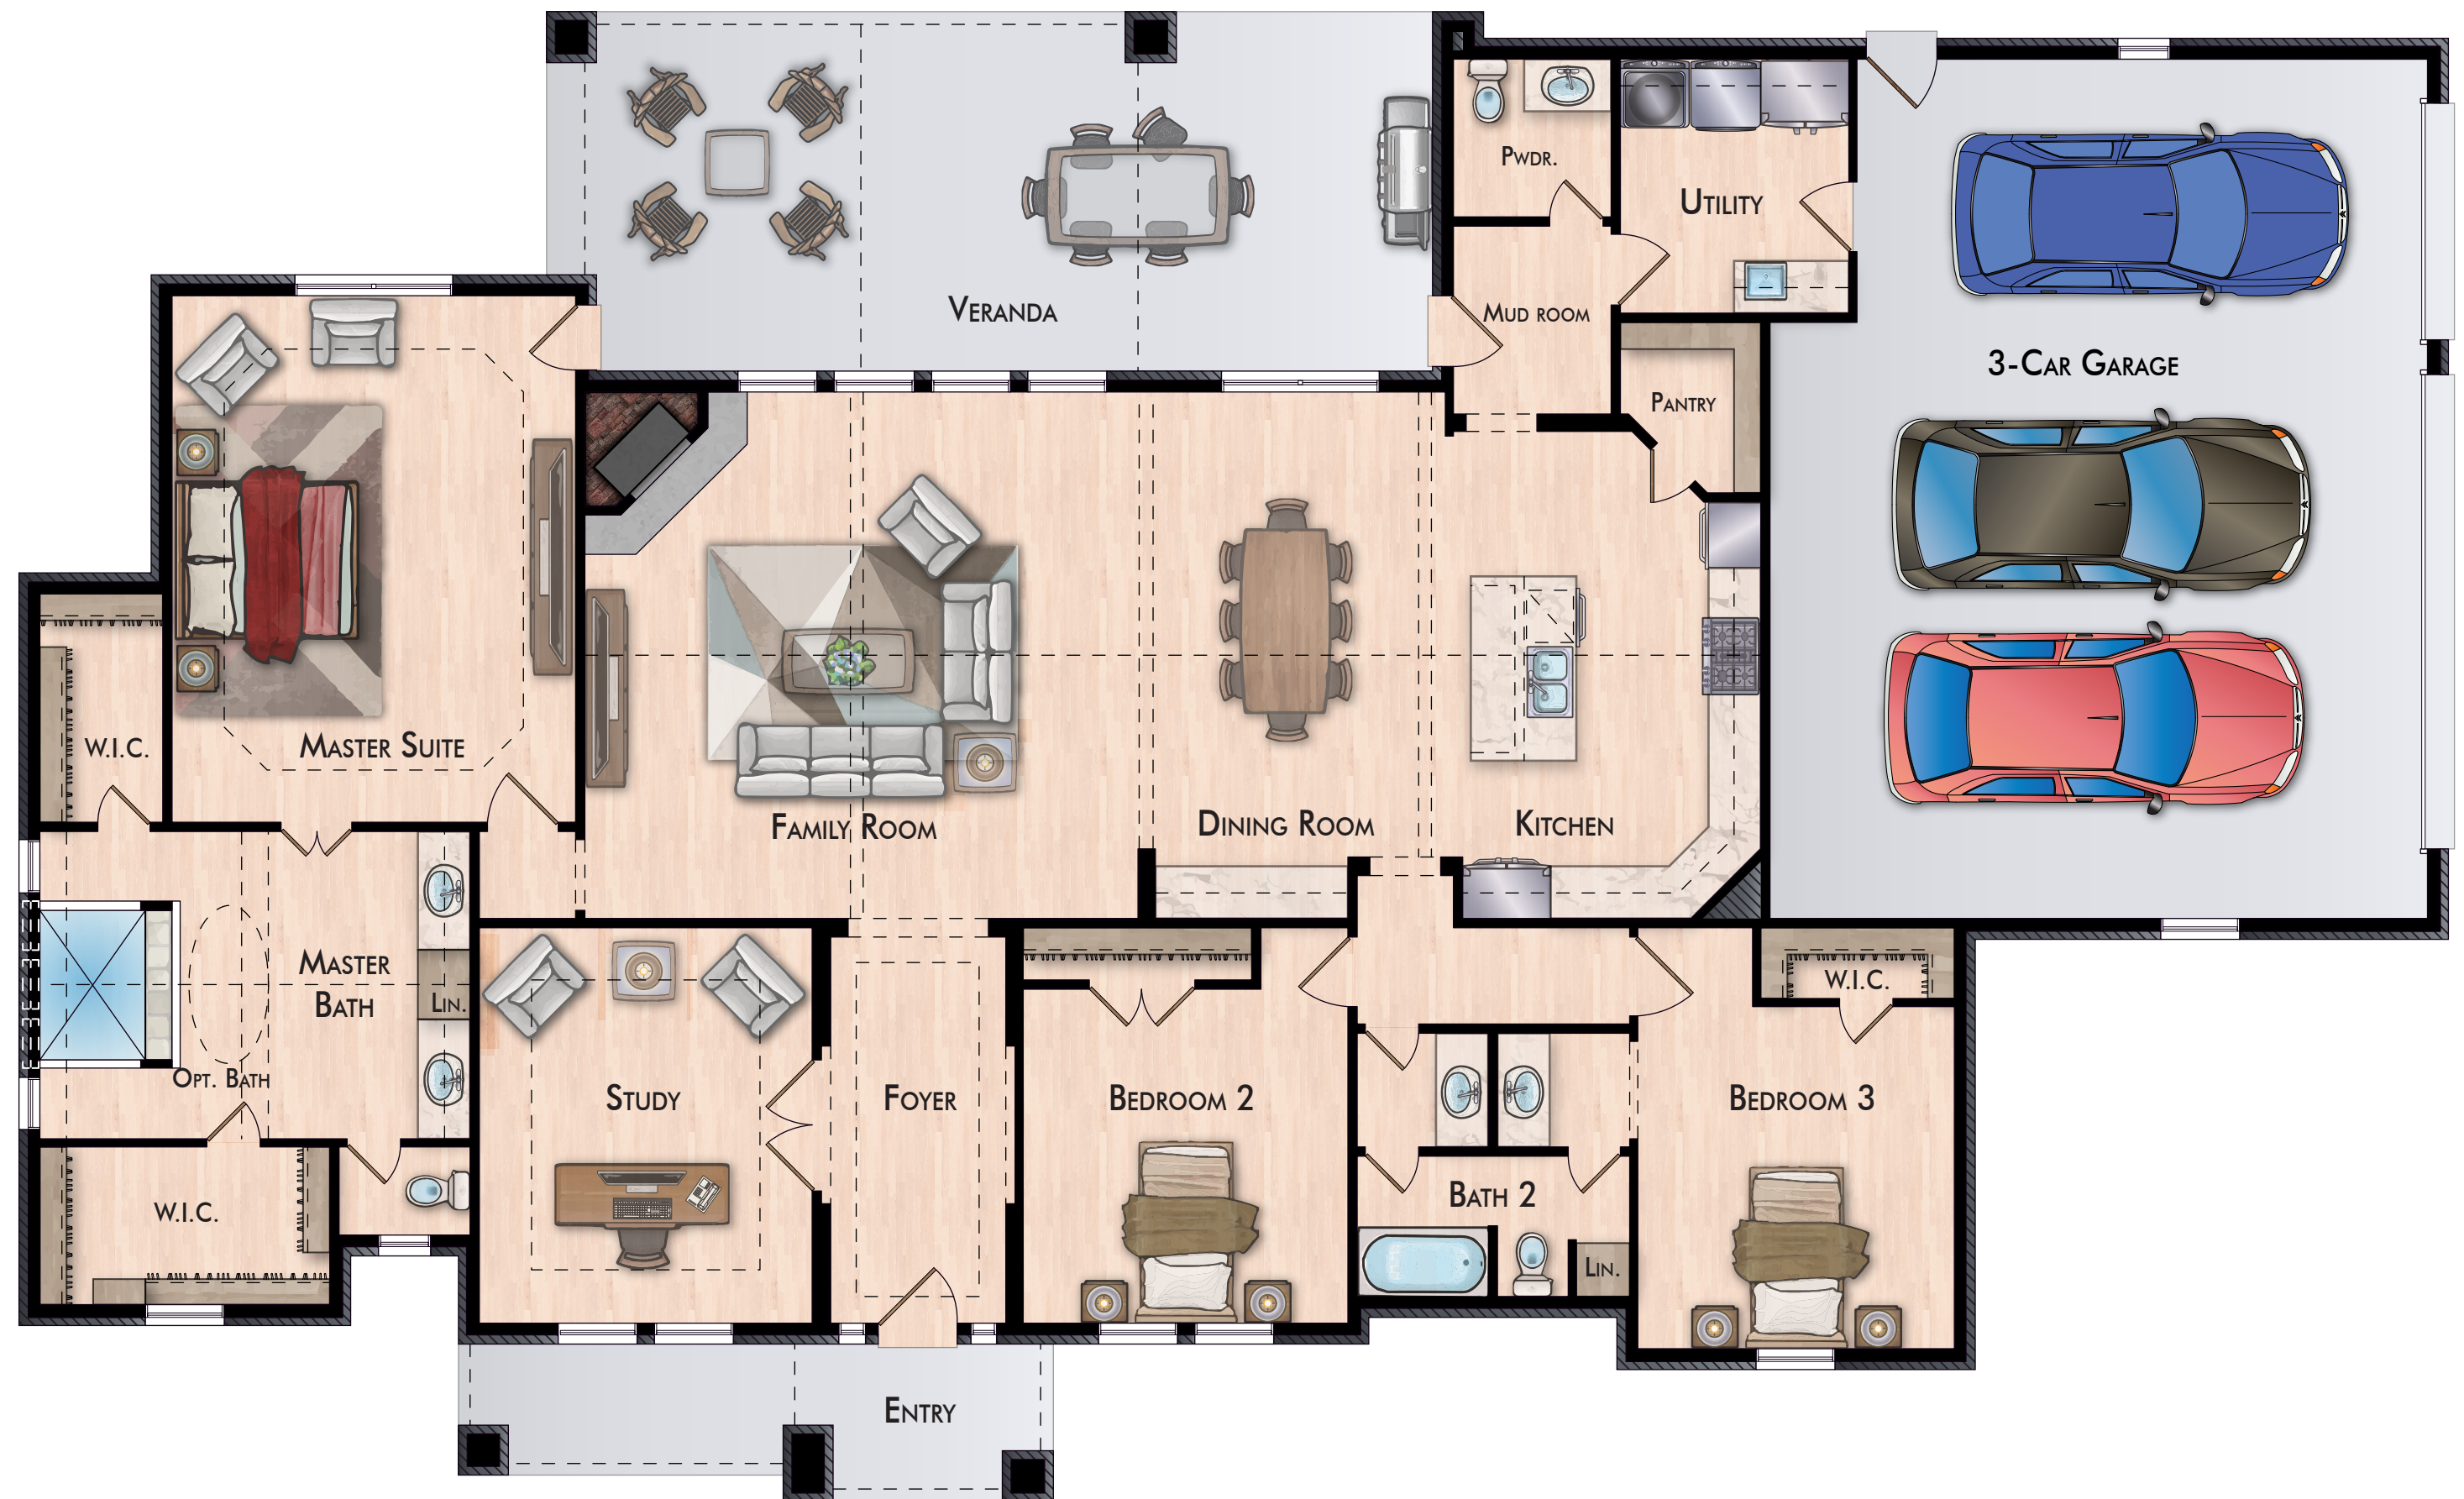 Pwdr.
Utility
Veranda
Mud room
3-Car Garage
Pantry
W.I.C.
Master Suite
Family Room
Dining Room
Kitchen
Master
Bath
Lin.
W.I.C.
Opt. Bath
Study
Foyer
Bedroom 2
Bedroom 3
W.I.C.
Bath 2
Lin.
Entry